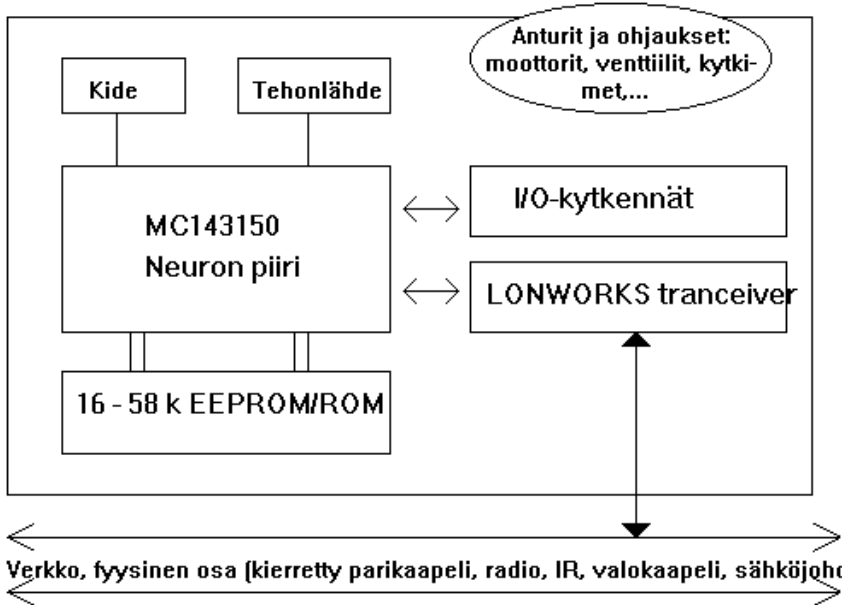 Anturit ja ohjaukset:
moottorit, venttiilit, kytki-
met,...
Kide
Tehonlähde
MC143150
Neuron piiri
I/O-kytkennät
LONWORKS tranceiver
16 - 58 k EEPROM/ROM
Verkko, fyysinen osa (kierretty parikaapeli, radio, IR, valokaapeli, sähköjoho